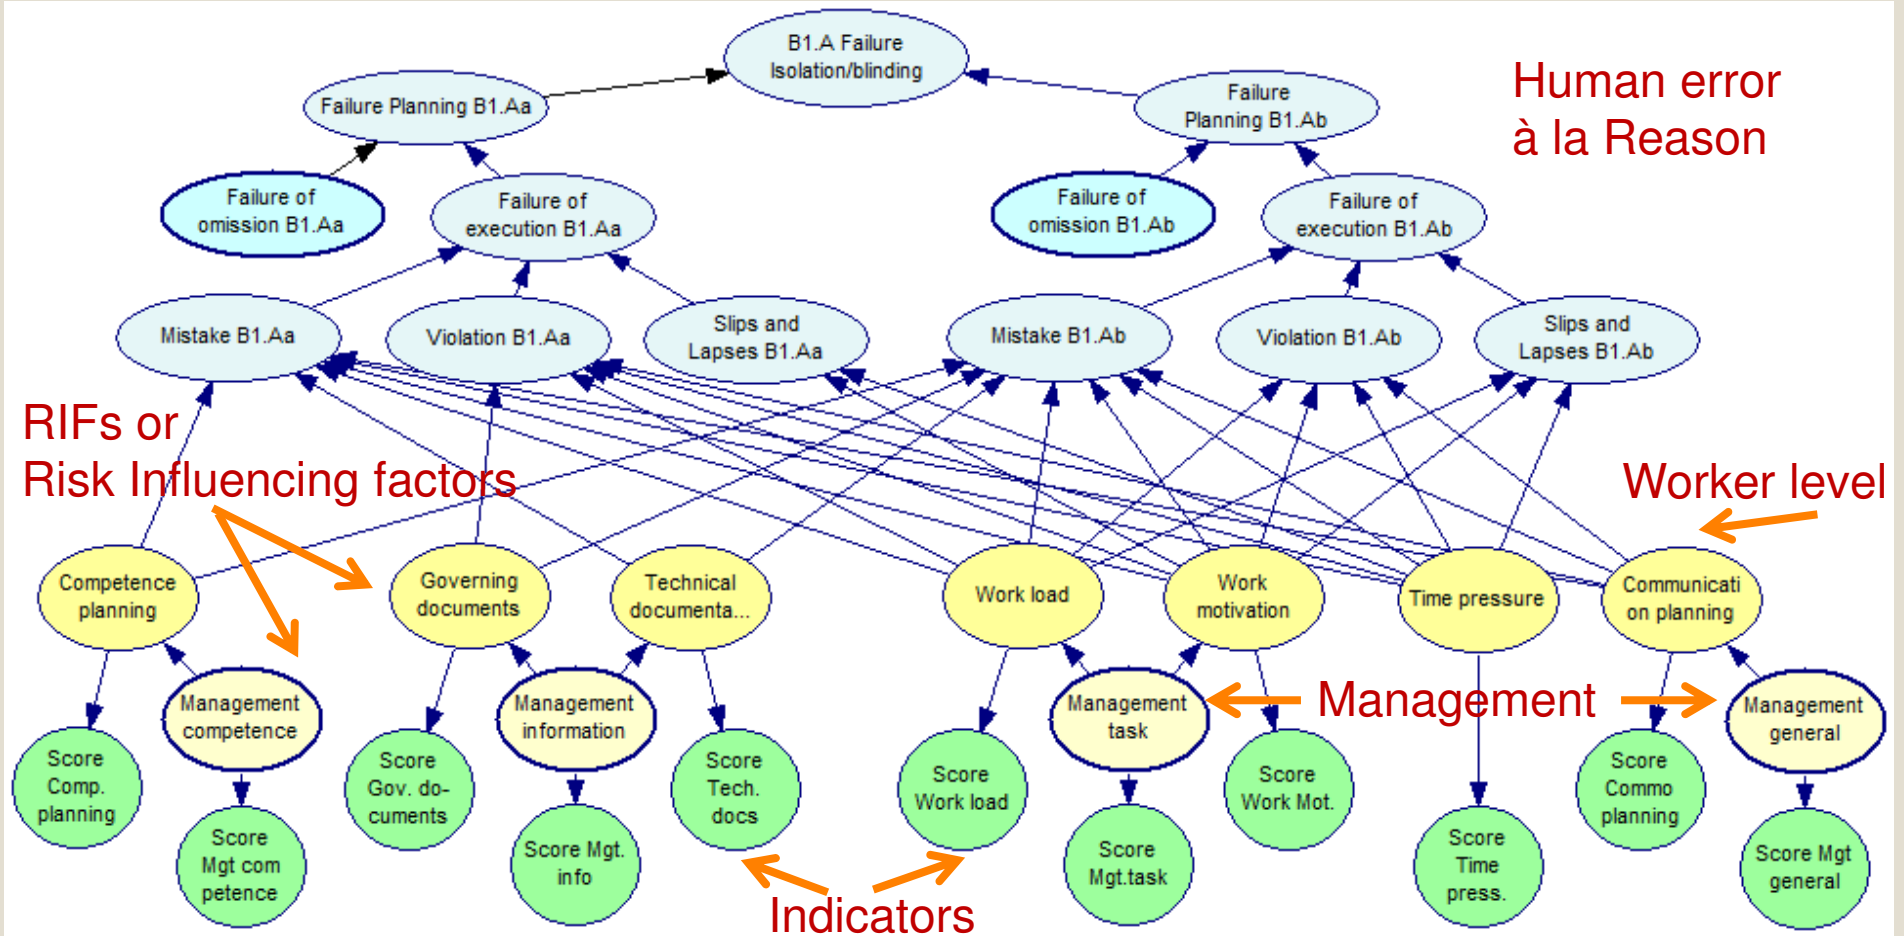 B1.A Failure
Isolation/blinding
Human error
à la Reason
Failure Planning B1.Aa
Failure
Planning B1.Ab
Failure of
omission B1.Aa
Failure of
execution B1.Aa
Failure of
omission B1.Ab
Failure of
execution B1.Ab
Mistake B1.Aa
Violation B1.Aa
Slips and
Lapses B1.Aa
Mistake B1.Ab
Violation B1.Ab
Slips and
Lapses B1.Ab
RIFs or
Risk Influencing factors
Worker level
Competence
planning
Governing
documents
Technical
documenta...
Work load
Work
motivation
Time pressure
Communicati
on planning
Management
competence
Management
information
Management
task
Management
Management
general
Score
Comp.
planning
Score
Mgt com
petence
Score
Gov. do-
cuments
Score Mgt.
info
Score
Tech.
docs
Score
Work load
Score
Mgt.task
Score
Work Mot.
Score
Time
press.
Score
Commo
planning
Score Mgt
general
Indicators